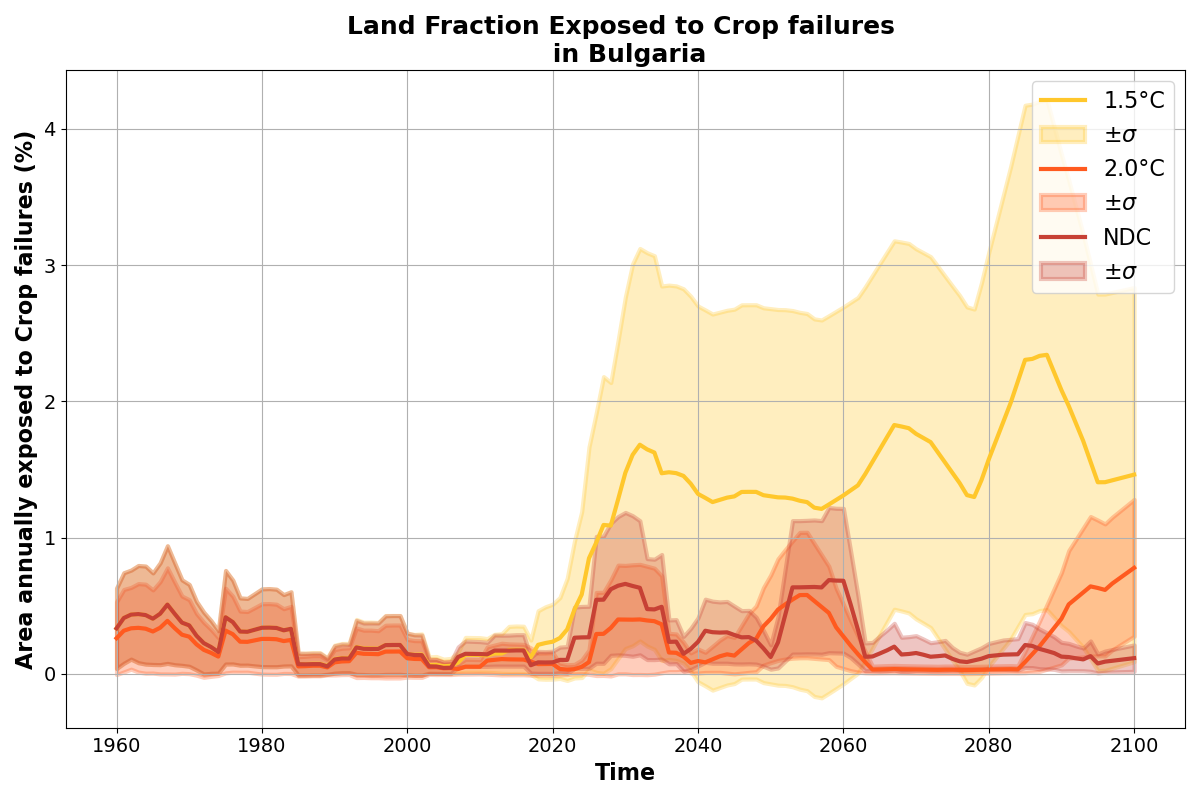 Land Fraction Exposed to Crop failures
in Bulgaria
Area annually exposed to Crop failures (%)
4
3
2
1
0
1960 1980 2000 2020 2040 2060 2080 2100
Time
1.5°C
±σ
2.0°C
±σ
NDC
±σ